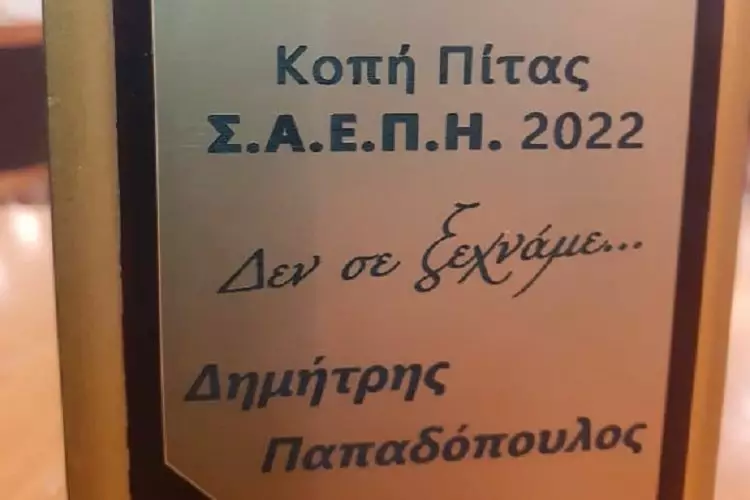 Κοπή Πίτας
Σ.Α.Ε.Π.Η. 2022
Δεν σε ξεχνάμε...
Δημήτρης
Παπαδόπουλος